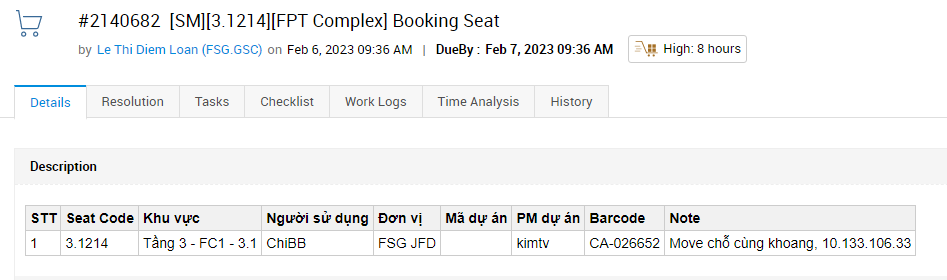 #2140682 [SM][3.1214][FPT Complex] Booking Seat
by Le Thi Diem Loan (FSG.GSC) on Feb 6, 2023 09:36 AM | DueBy : Feb 7, 2023 09:36 AM High: 8 hours
Details Resolution Tasks Checklist Work Logs Time Analysis History
Description
STT Seat Code Khu vực Người sử dụng Đơn vị Mã dự án PM dự án Barcode Note
1 3.1214 Tầng 3 - FC1 - 3.1 ChiBB FSG JFD kimtv CA-026652 Move chỗ cùng khoang, 10.133.106.33